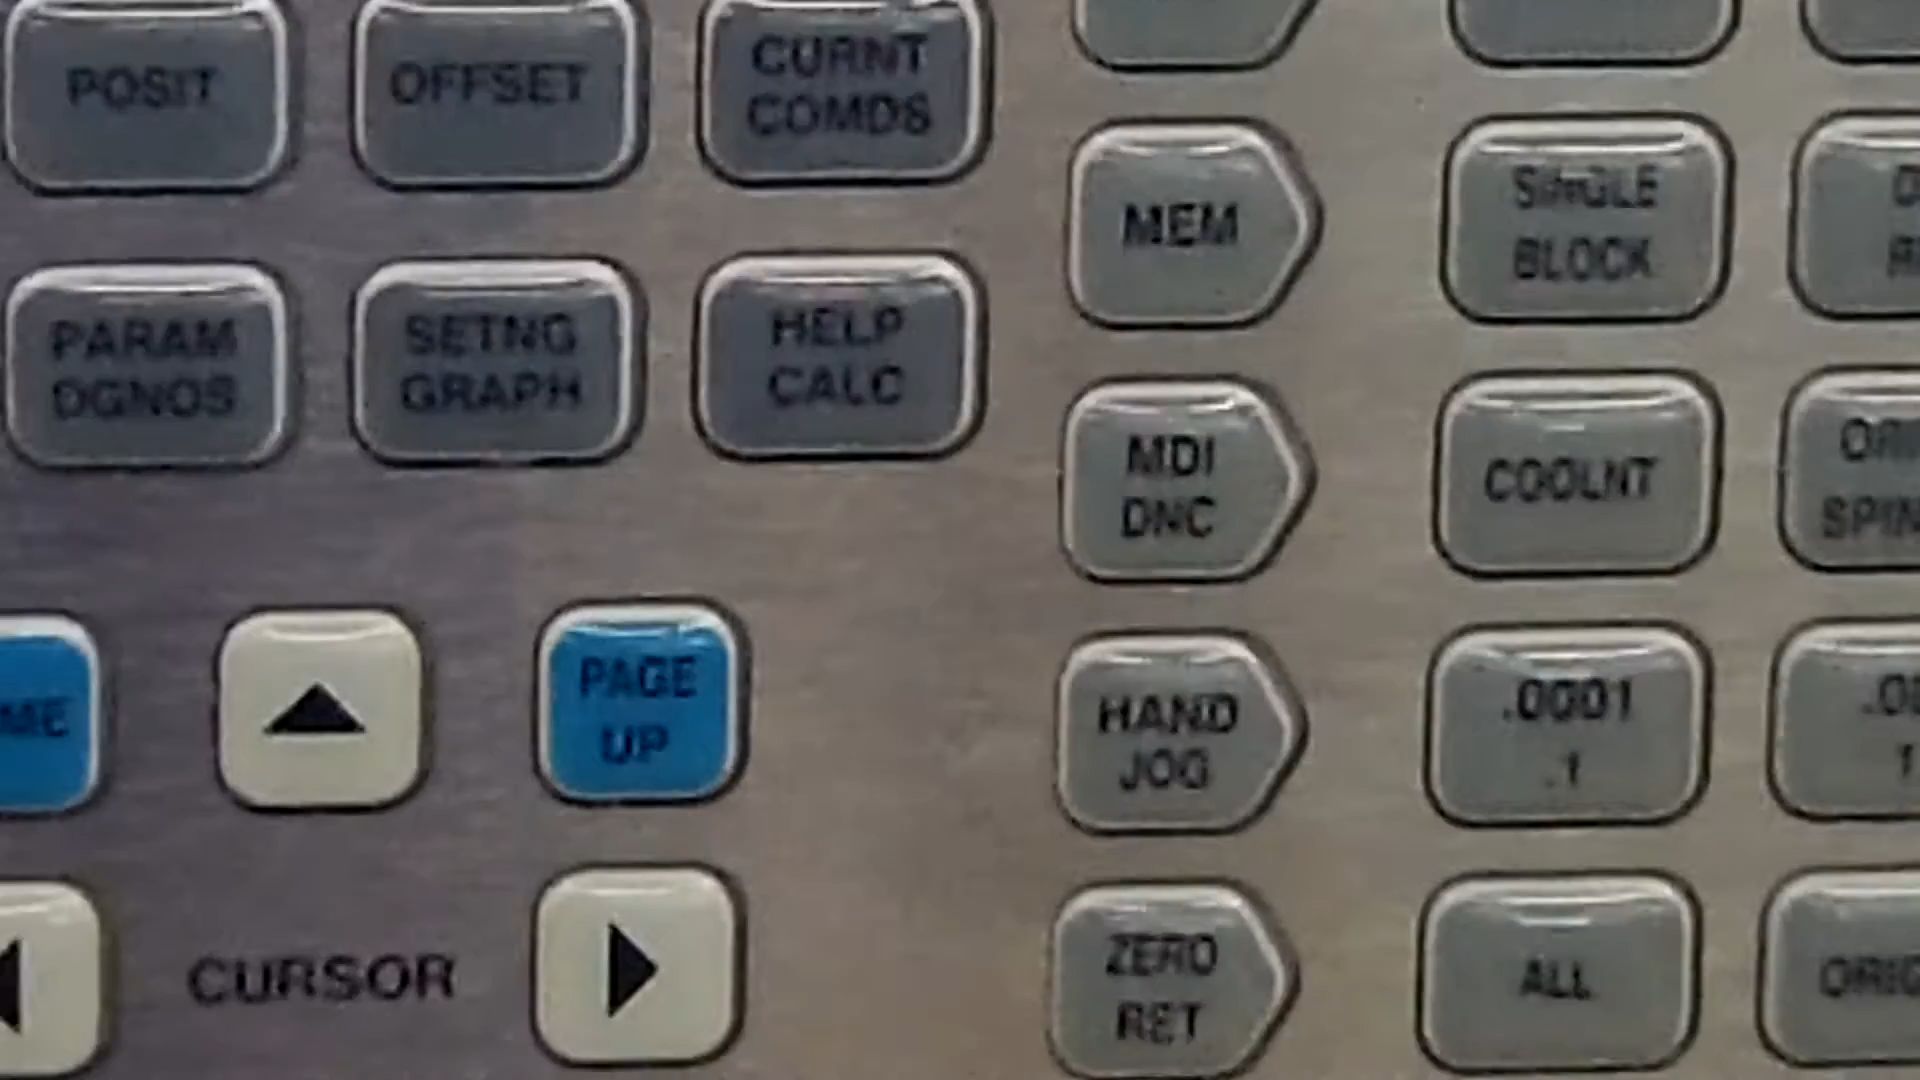 POSIT
OFFSET
CURNT
COMDS
MEM
SINGLE
BLOCK
PARAM
DGNOS
SETNG
GRAPH
HELP
CALC
MDI
DNC
COOLNT
PAGE
UP
HAND
JOG
.0001
.1
CURSOR
ZERO
RET
ALL